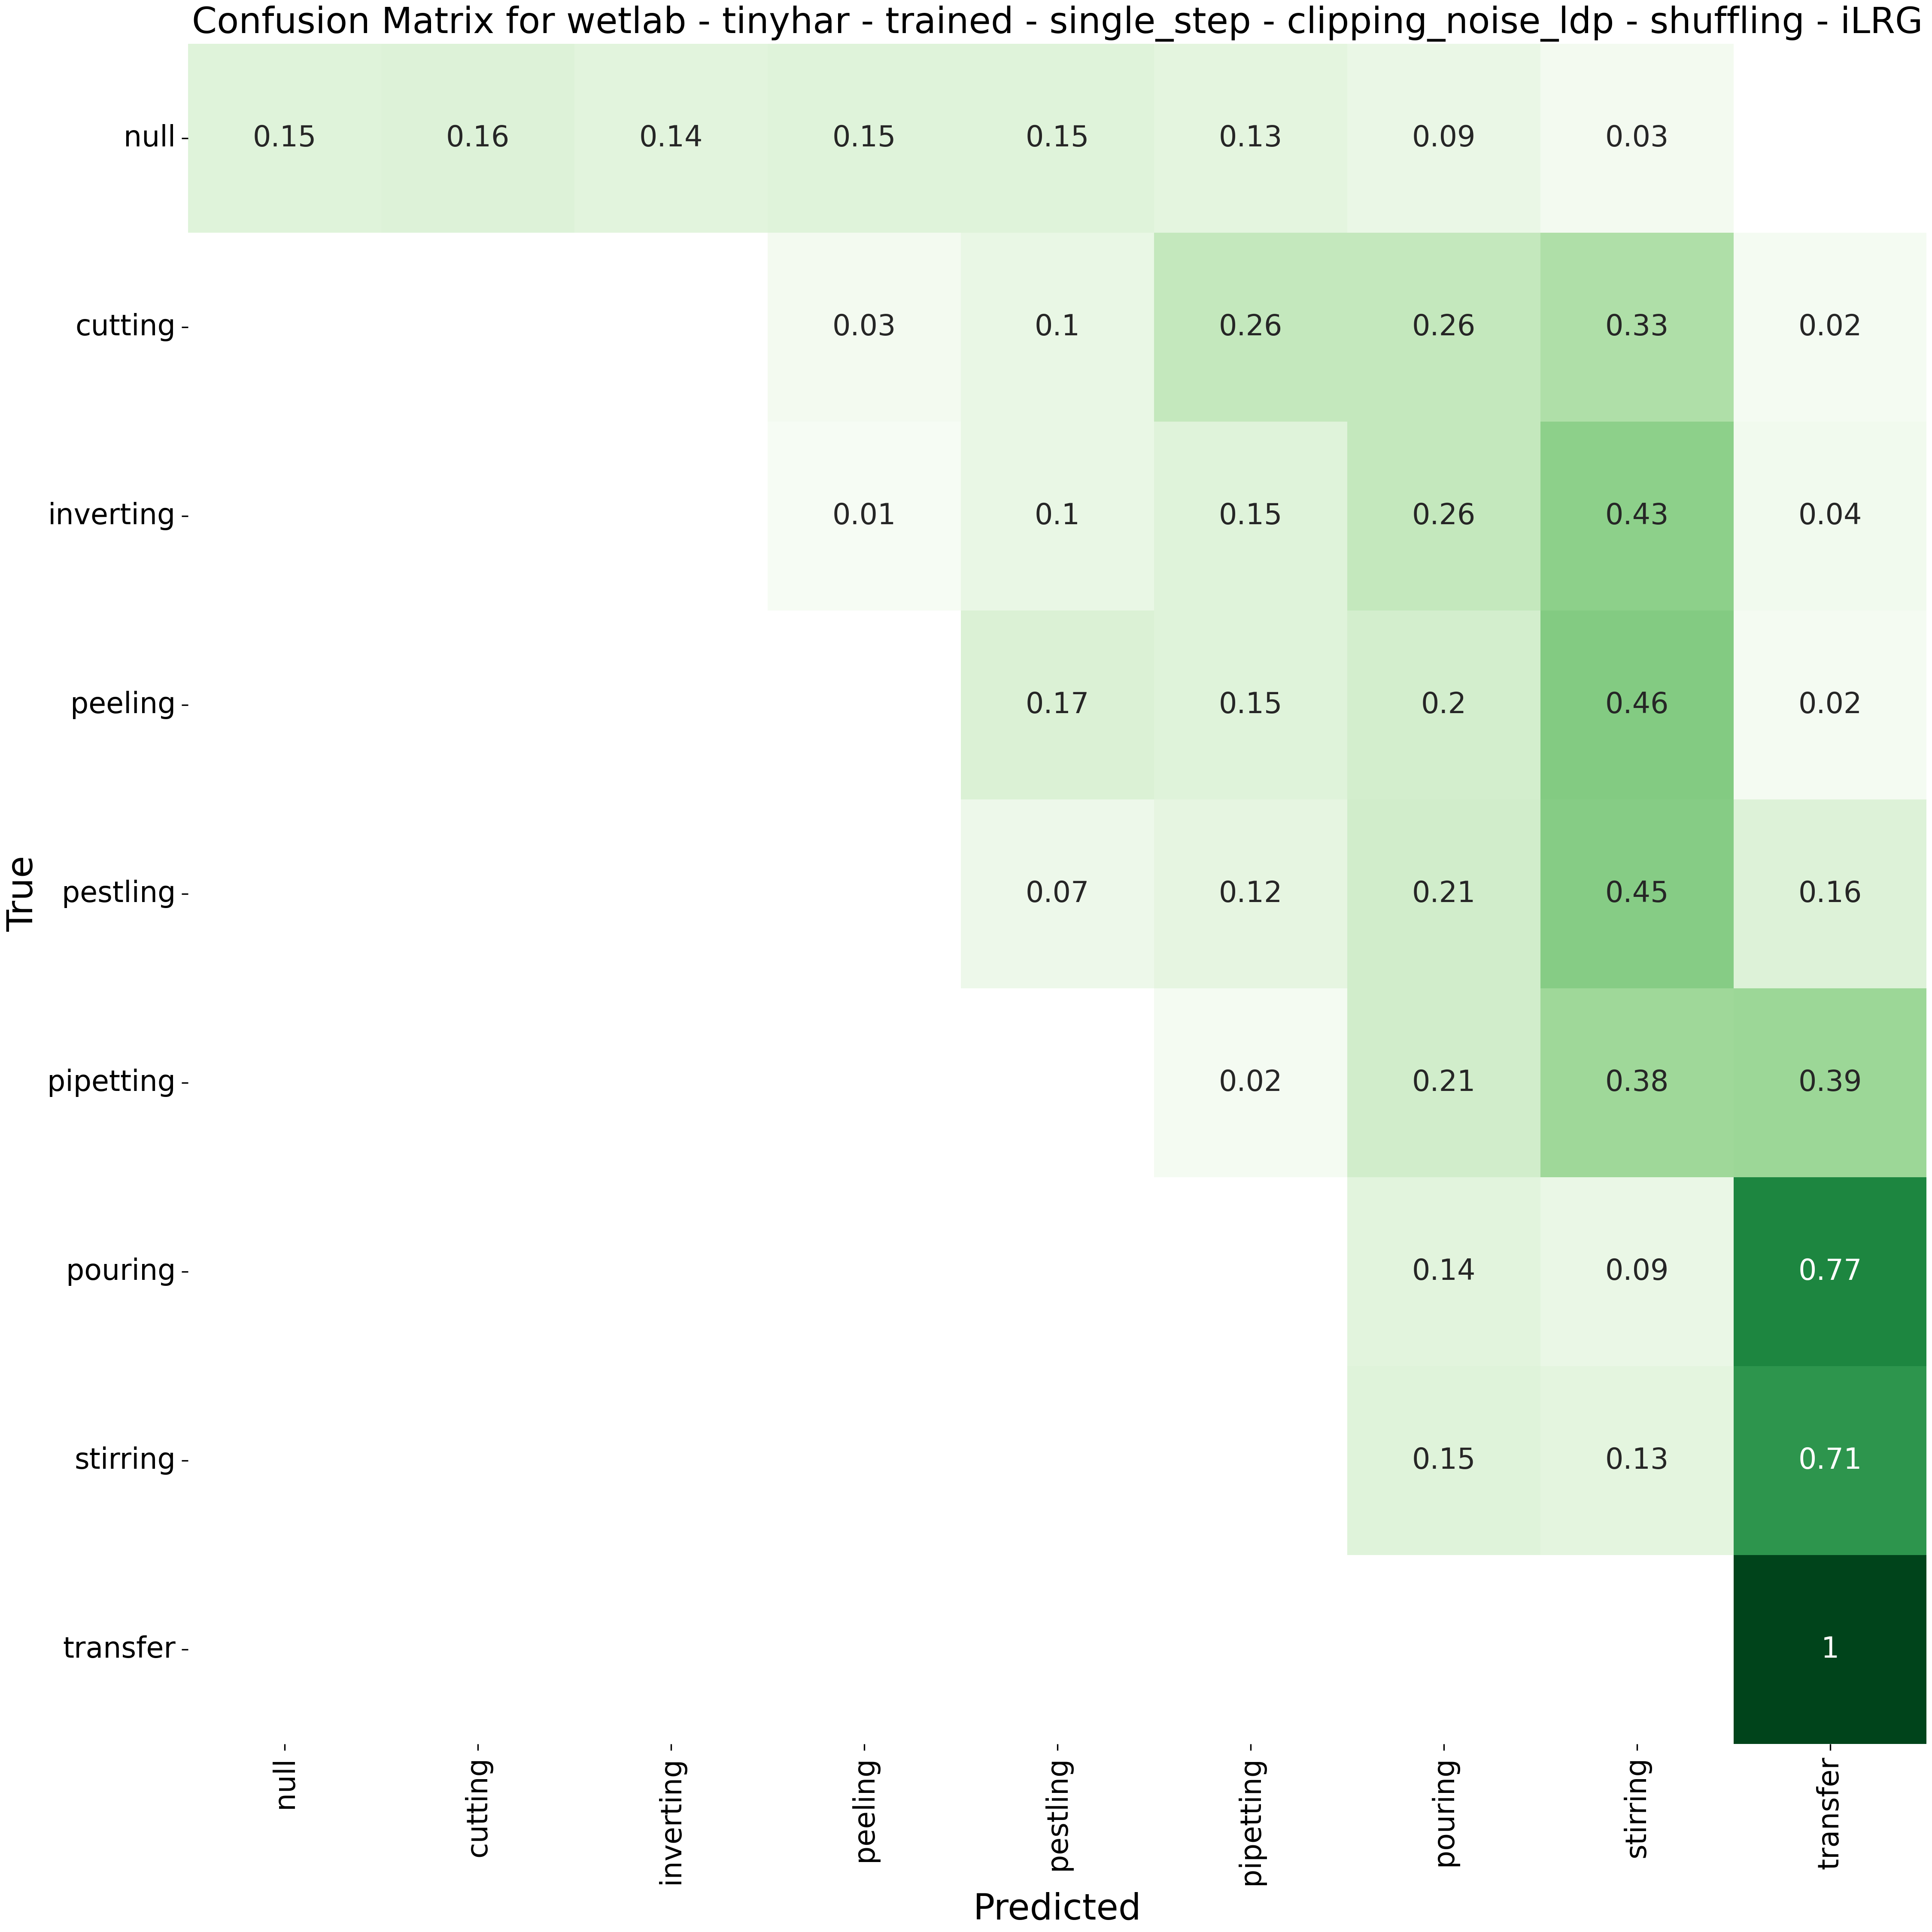 Confusion Matrix for wetlab - tinyhar - trained - single_step - clipping_noise_ldp - shuffling - iLRG
null 0.15 0.16 0.14 0.15 0.15 0.13 0.09 0.03
cutting 0.03 0.1 0.26 0.26 0.33 0.02
inverting 0.01 0.1 0.15 0.26 0.43 0.04
peeling 0.17 0.15 0.2 0.46 0.02
pestling 0.07 0.12 0.21 0.45 0.16
pipetting 0.02 0.21 0.38 0.39
pouring 0.14 0.09 0.77
stirring 0.15 0.13 0.71
transfer 1
True
null cutting inverting peeling pestling pipetting pouring stirring transfer
Predicted